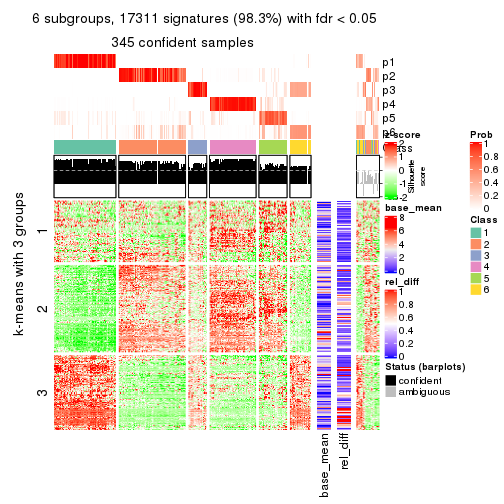 6 subgroups, 17311 signatures (98.3%) with fdr < 0.05
345 confident samples
p1
p2
p3
p4
p5
p6
Class
Silhouette
score
k-means with 3 groups
1
2
3
base_mean
rel_diff
z-score
2
1
0
-1
-2
base_mean
8
6
4
2
0
rel_diff
1
0.8
0.6
0.4
0.2
0
Status (barplots)
confident
ambiguous
Prob
1
0.8
0.6
0.4
0.2
0
Class
1
2
3
4
5
6